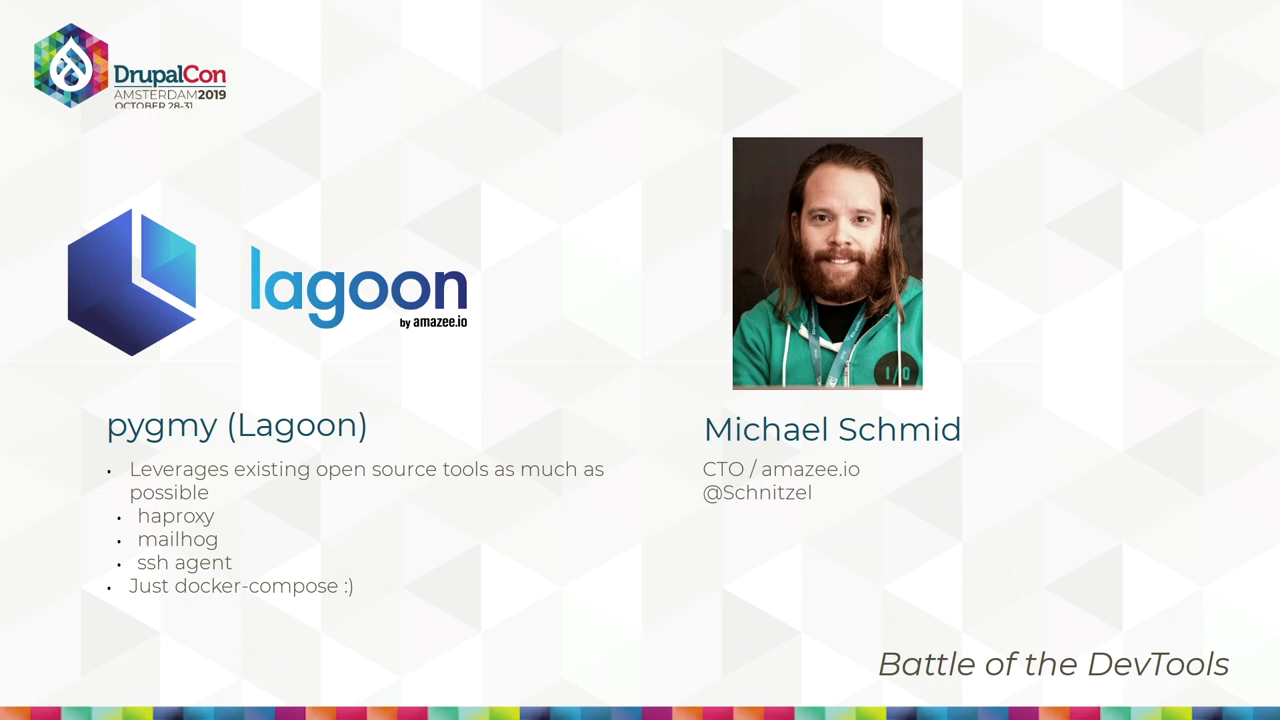 DrupalCon
AMSTERDAM2019
OCTOBER 28-31
lagoon
by amazee.io
I/O
pygmy (Lagoon)
• Leverages existing open source tools as much as
possible
• haproxy
• mailhog
• ssh agent
• Just docker-compose :)
Michael Schmid
CTO / amazee.io
@Schnitzel
Battle of the DevTools